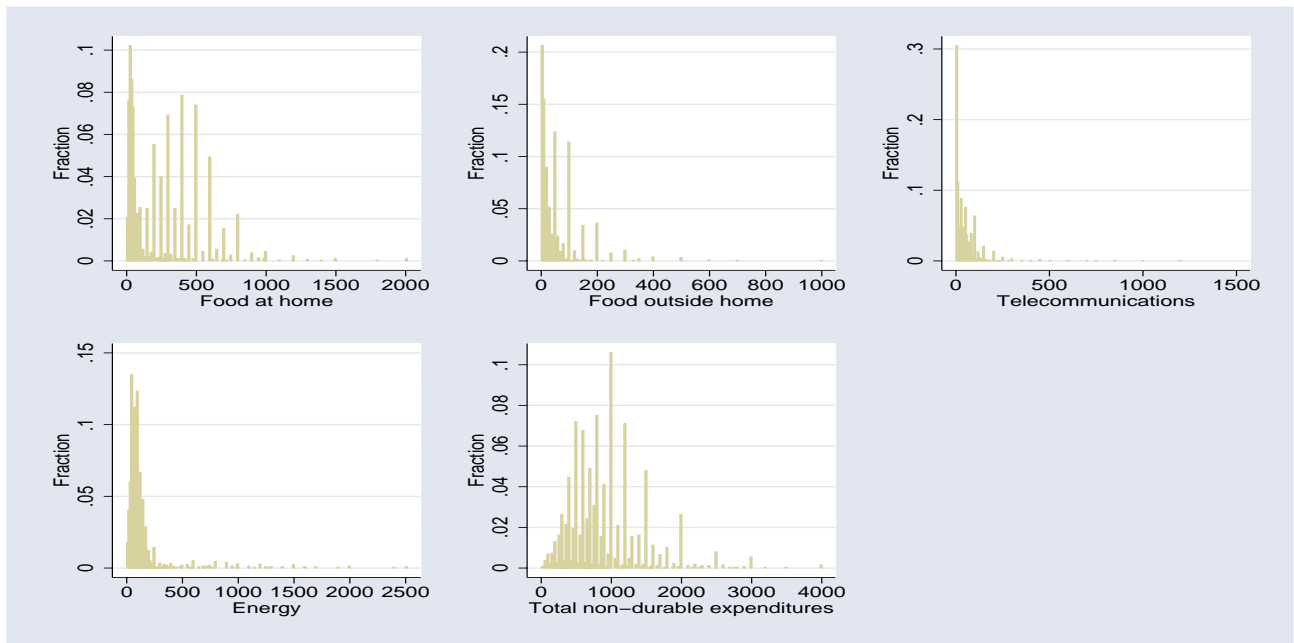 Fraction
0 .02 .04 .06 .08 .1
0 500 1000 1500 2000
Food at home
Fraction
0 .05 .1 .15 .2
0 200 400 600 800 1000
Food outside home
Fraction
0 .1 .2 .3
0 500 1000 1500
Telecommunications
Fraction
0 .05 .1 .15
0 500 1000 1500 2000 2500
Energy
Fraction
0 .02 .04 .06 .08 .1
0 1000 2000 3000 4000
Total non−durable expenditures